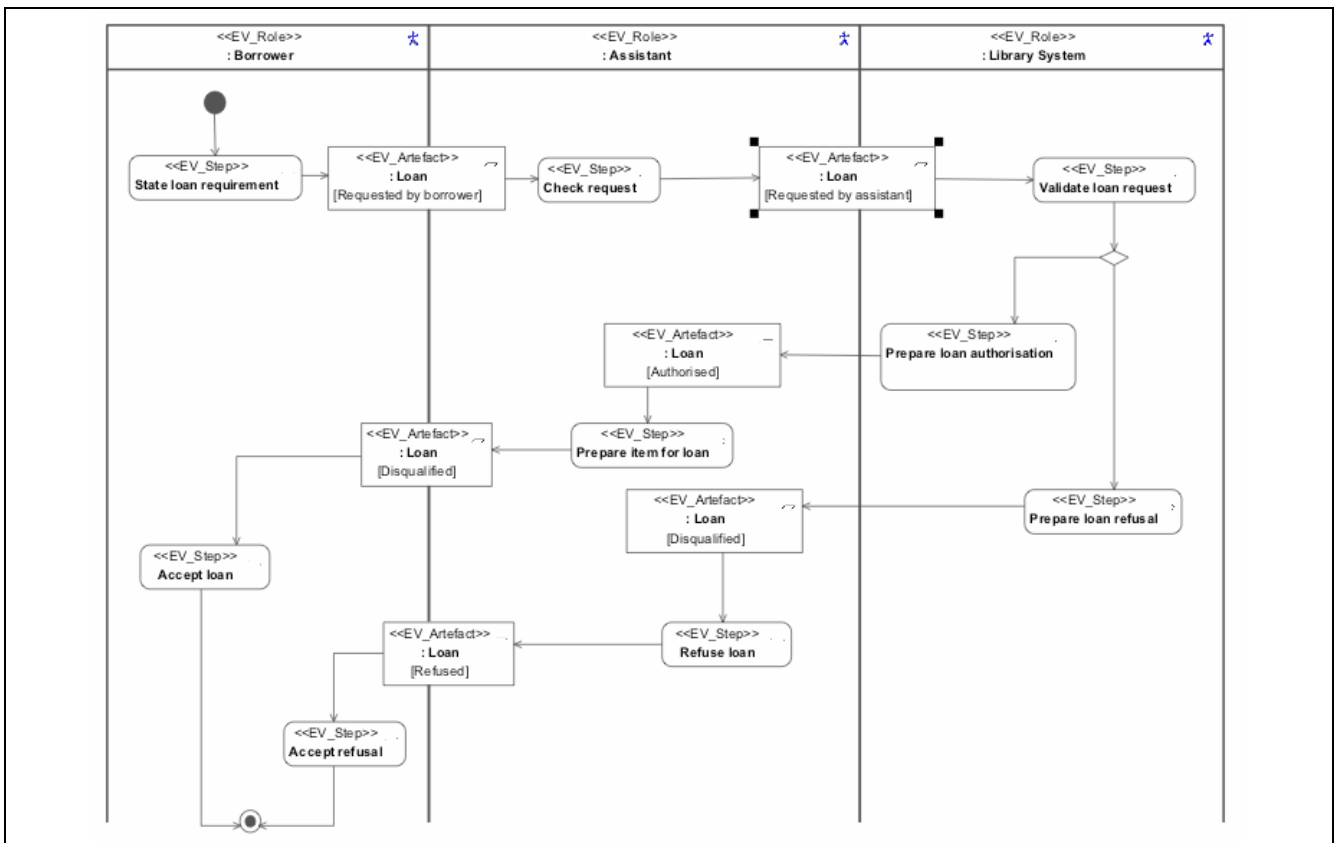 <<EV_Role>>
: Borrower
<<EV_Role>>
: Assistant
<<EV_Role>>
: Library System
<<EV_Step>>
State loan requirement
<<EV_Artefact>>
: Loan
[Requested by borrower]
<<EV_Step>>
Check request
<<EV_Artefact>>
: Loan
[Requested by assistant]
<<EV_Step>>
Validate loan request
<<EV_Artefact>>
: Loan
[Authorised]
<<EV_Step>>
Prepare loan authorisation
<<EV_Artefact>>
: Loan
[Disqualified]
<<EV_Step>>
Prepare item for loan
<<EV_Artefact>>
: Loan
[Disqualified]
<<EV_Step>>
Prepare loan refusal
<<EV_Step>>
Accept loan
<<EV_Artefact>>
: Loan
[Refused]
<<EV_Step>>
Refuse loan
<<EV_Step>>
Accept refusal